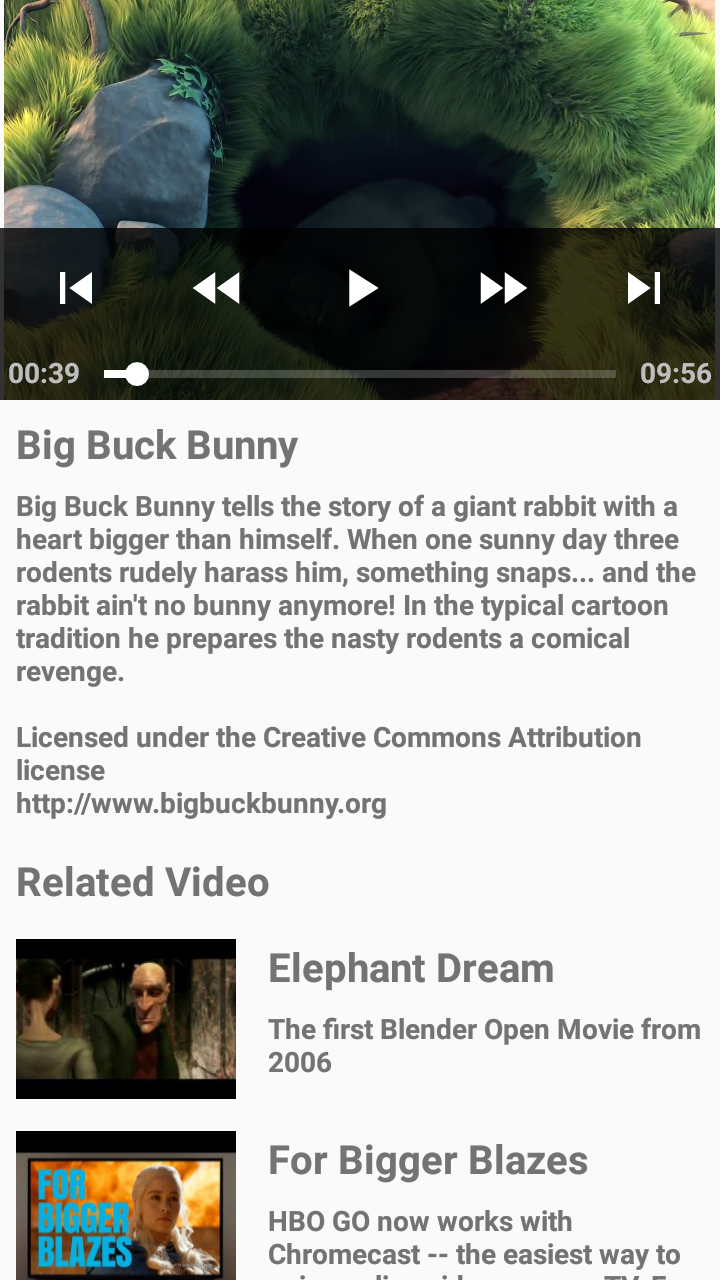 00:39
09:56
Big Buck Bunny
Big Buck Bunny tells the story of a giant rabbit with a
heart bigger than himself. When one sunny day three
rodents rudely harass him, something snaps... and the
rabbit ain't no bunny anymore! In the typical cartoon
tradition he prepares the nasty rodents a comical
revenge.
Licensed under the Creative Commons Attribution
license
http://www.bigbuckbunny.org
Related Video
Elephant Dream
The first Blender Open Movie from
2006
FOR
BIGGER
BLAZES
For Bigger Blazes
HBO GO now works with
Chromecast -- the easiest way to